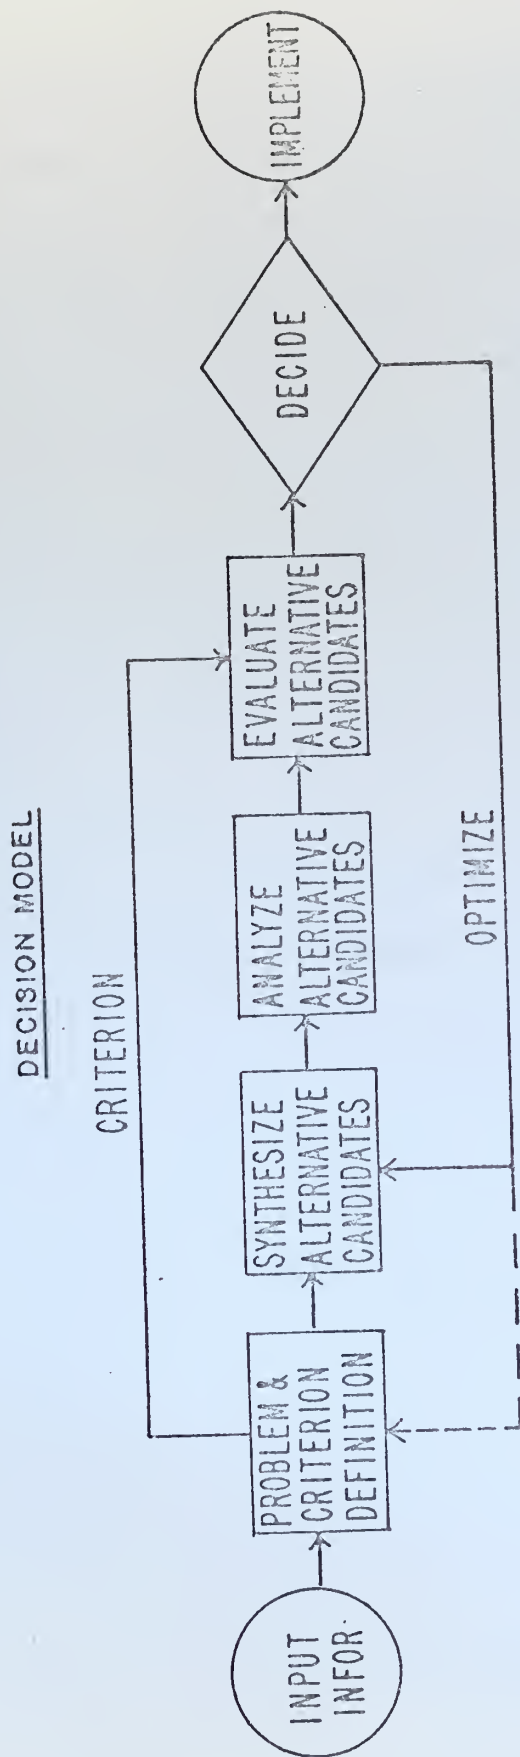 DECISION MODEL
CRITERION
INPUT
INFOR.
PROBLEM &
CRITERION
DEFINITION
SYNTHESIZE
ALTERNATIVE
CANDIDATES
ANALYZE
ALTERNATIVE
CANDIDATES
EVALUATE
ALTERNATIVE
CANDIDATES
DECIDE
IMPLEMENT
OPTIMIZE